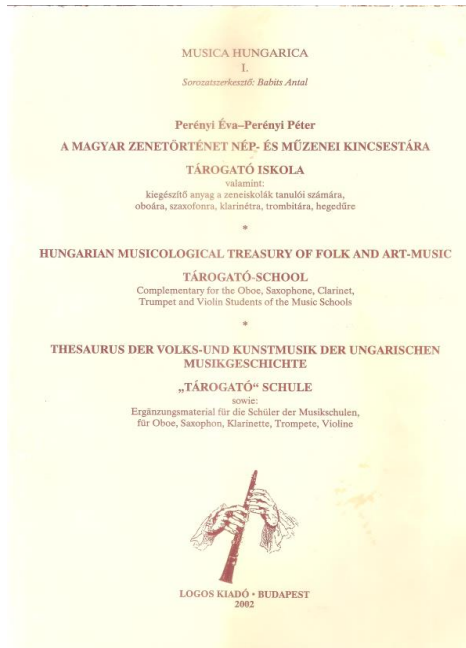 MUSICA HUNGARICA
I.
Sorozatszerkesztő: Babits Antal
Perényi Éva–Perényi Péter
A MAGYAR ZENETÖRTÉNET NÉP- ÉS MŰZENEI KINCSESTÁRA
TÁROGATÓ ISKOLA
valamint:
kiegészítő anyag a zeneiskolák tanulói számára,
oboára, szaxofonra, klarinétra, trombitára, hegedűre
*
HUNGARIAN MUSICOLOGICAL TREASURY OF FOLK AND ART-MUSIC
TÁROGATÓ-SCHOOL
Complementary for the Oboe, Saxophone, Clarinet,
Trumpet and Violin Students of the Music Schools
*
THESAURUS DER VOLKS-UND KUNSTMUSIK DER UNGARISCHEN
MUSIKGESCHICHTE
„TÁROGATÓ“ SCHULE
sowie:
Ergänzungsmaterial für die Schüler der Musikschulen,
für Oboe, Saxophon, Klarinette, Trompete, Violine
LOGOS KIADÓ • BUDAPEST
2002